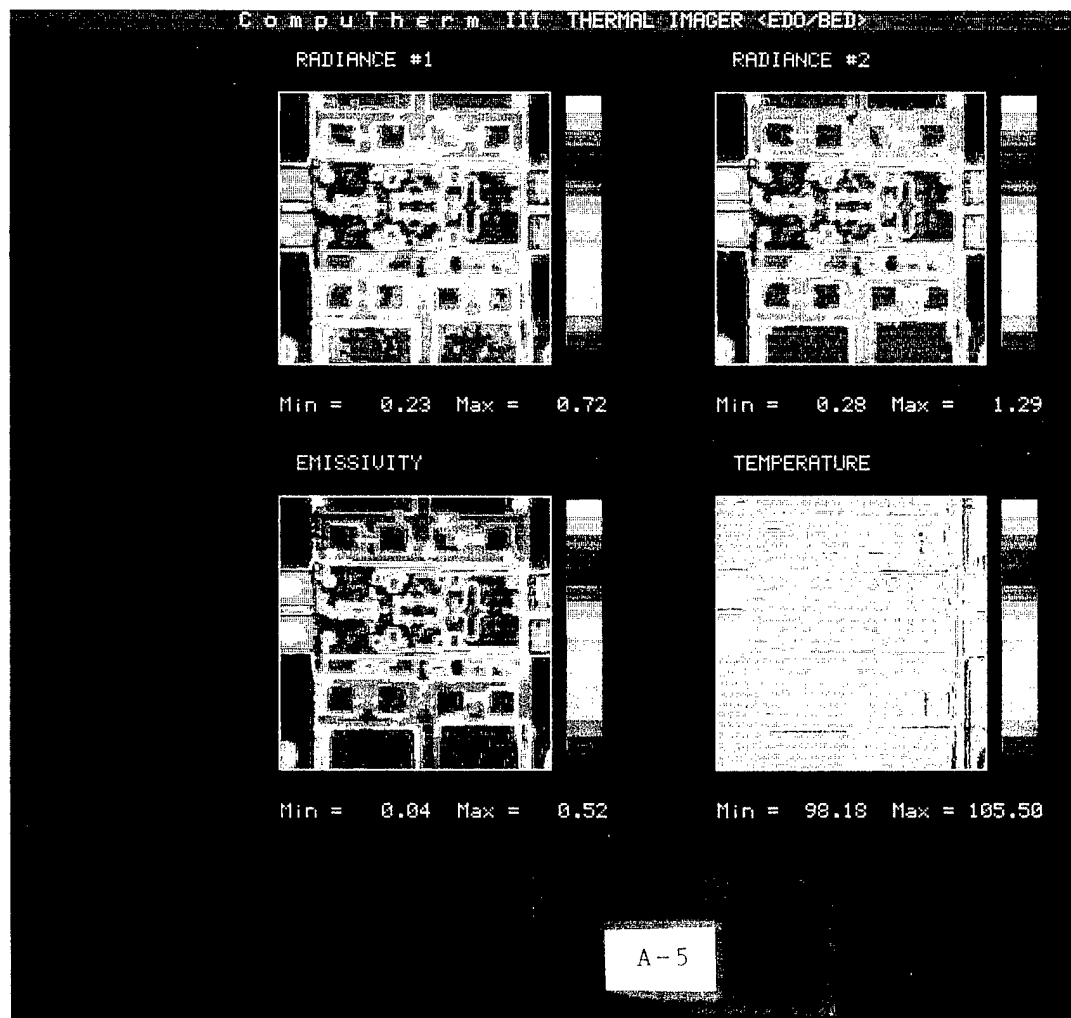 CompuTherm III THERMAL IMAGER <EDO/BED>
RADIANCE #1 RADIANCE #2
Min = 0.23 Max = 0.72 Min = 0.28 Max = 1.29
EMISSIVITY TEMPERATURE
Min = 0.04 Max = 0.52 Min = 98.18 Max = 105.50
A-5